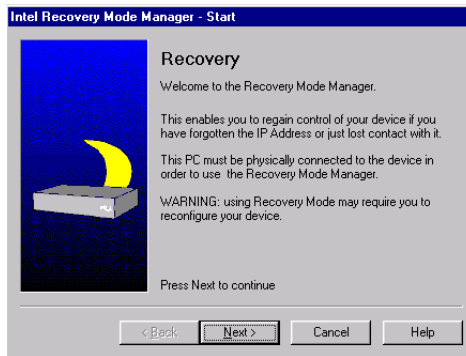 Intel Recovery Mode Manager - Start
Recovery
Welcome to the Recovery Mode Manager.
This enables you to regain control of your device if you
have forgotten the IP Address or just lost contact with it.
This PC must be physically connected to the device in
order to use the Recovery Mode Manager.
WARNING: using Recovery Mode may require you to
reconfigure your device.
Press Next to continue
< Back
Next >
Cancel
Help